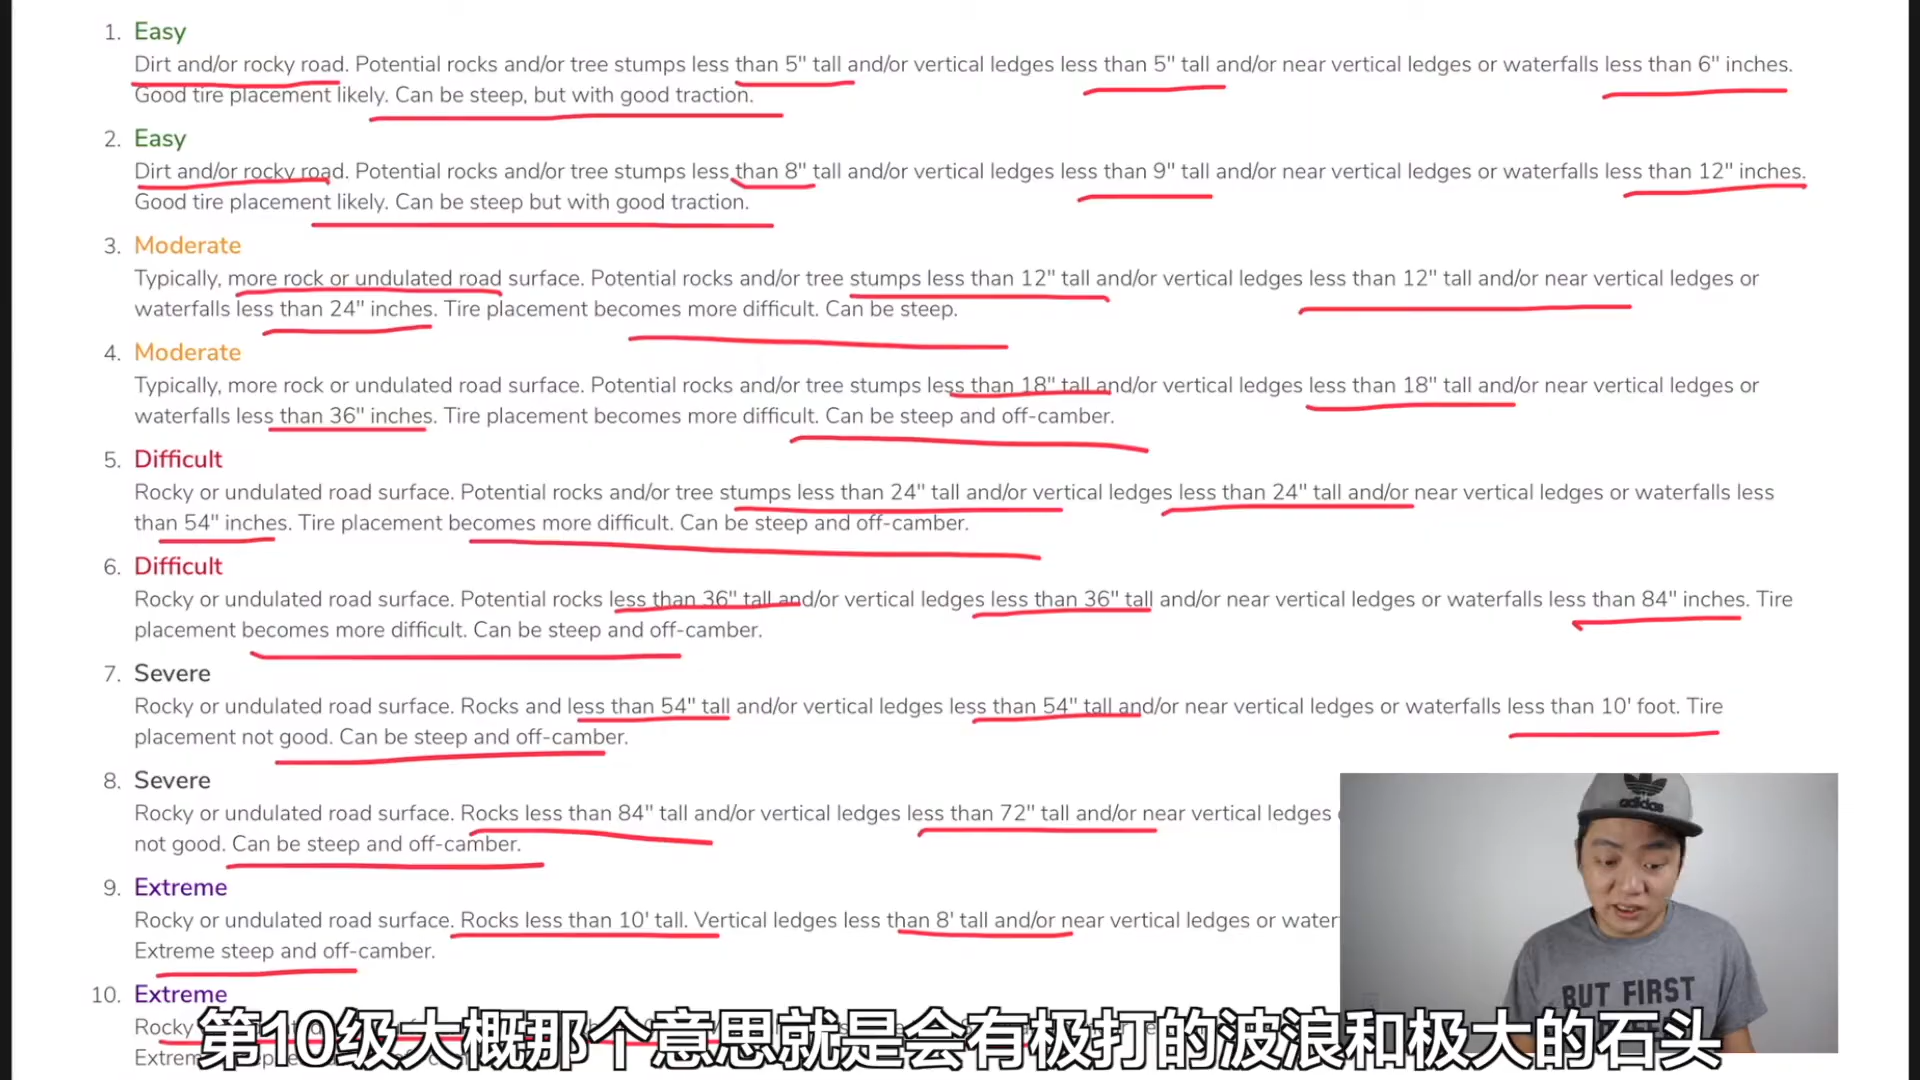 1. Easy
Dirt and/or rocky road. Potential rocks and/or tree stumps less than 5" tall and/or vertical ledges less than 5" tall and/or near vertical ledges or waterfalls less than 6" inches.
Good tire placement likely. Can be steep, but with good traction.
2. Easy
Dirt and/or rocky road. Potential rocks and/or tree stumps less than 8" tall and/or vertical ledges less than 9" tall and/or near vertical ledges or waterfalls less than 12" inches.
Good tire placement likely. Can be steep but with good traction.
3. Moderate
Typically, more rock or undulated road surface. Potential rocks and/or tree stumps less than 12" tall and/or vertical ledges less than 12" tall and/or near vertical ledges or
waterfalls less than 24" inches. Tire placement becomes more difficult. Can be steep.
4. Moderate
Typically, more rock or undulated road surface. Potential rocks and/or tree stumps less than 18" tall and/or vertical ledges less than 18" tall and/or near vertical ledges or
waterfalls less than 36" inches. Tire placement becomes more difficult. Can be steep and off-camber.
5. Difficult
Rocky or undulated road surface. Potential rocks and/or tree stumps less than 24" tall and/or vertical ledges less than 24" tall and/or near vertical ledges or waterfalls less
than 54" inches. Tire placement becomes more difficult. Can be steep and off-camber.
6. Difficult
Rocky or undulated road surface. Potential rocks less than 36" tall and/or vertical ledges less than 36" tall and/or near vertical ledges or waterfalls less than 84" inches. Tire
placement becomes more difficult. Can be steep and off-camber.
7. Severe
Rocky or undulated road surface. Rocks and less than 54" tall and/or vertical ledges less than 54" tall and/or near vertical ledges or waterfalls less than 10' foot. Tire
placement not good. Can be steep and off-camber.
8. Severe
Rocky or undulated road surface. Rocks less than 84" tall and/or vertical ledges less than 72" tall and/or near vertical ledges
not good. Can be steep and off-camber.
9. Extreme
Rocky or undulated road surface. Rocks less than 10' tall. Vertical ledges less than 8' tall and/or near vertical ledges or
Extreme steep and off-camber.
10. Extreme
Rocky
第10级大概那个意思就是会有极打的波浪和极大的石头
adidas
BUT FIRST